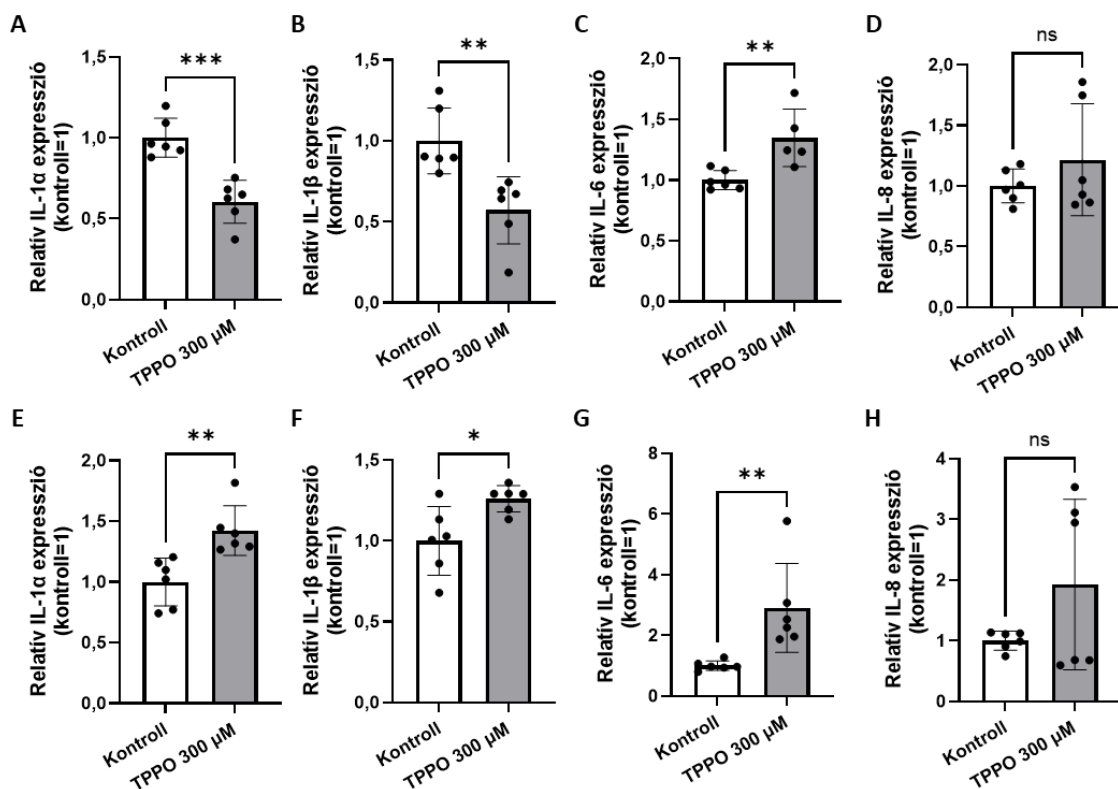 A
Relatív IL-1α expresszió
(kontroll=1)
1,5
1,0
0,5
0,0
***
Kontroll
TPPO 300 µM
B
Relatív IL-1β expresszió
(kontroll=1)
1,5
1,0
0,5
0,0
**
Kontroll
TPPO 300 µM
C
Relatív IL-6 expresszió
(kontroll=1)
2,0
1,5
1,0
0,5
0,0
**
Kontroll
TPPO 300 µM
D
Relatív IL-8 expresszió
(kontroll=1)
2,0
1,5
1,0
0,5
0,0
ns
Kontroll
TPPO 300 µM
E
Relatív IL-1α expresszió
(kontroll=1)
2,0
1,5
1,0
0,5
0,0
**
Kontroll
TPPO 300 µM
F
Relatív IL-1β expresszió
(kontroll=1)
1,5
1,0
0,5
0,0
*
Kontroll
TPPO 300 µM
G
Relatív IL-6 expresszió
(kontroll=1)
8
6
4
2
0
**
Kontroll
TPPO 300 µM
H
Relatív IL-8 expresszió
(kontroll=1)
4
3
2
1
0
ns
Kontroll
TPPO 300 µM